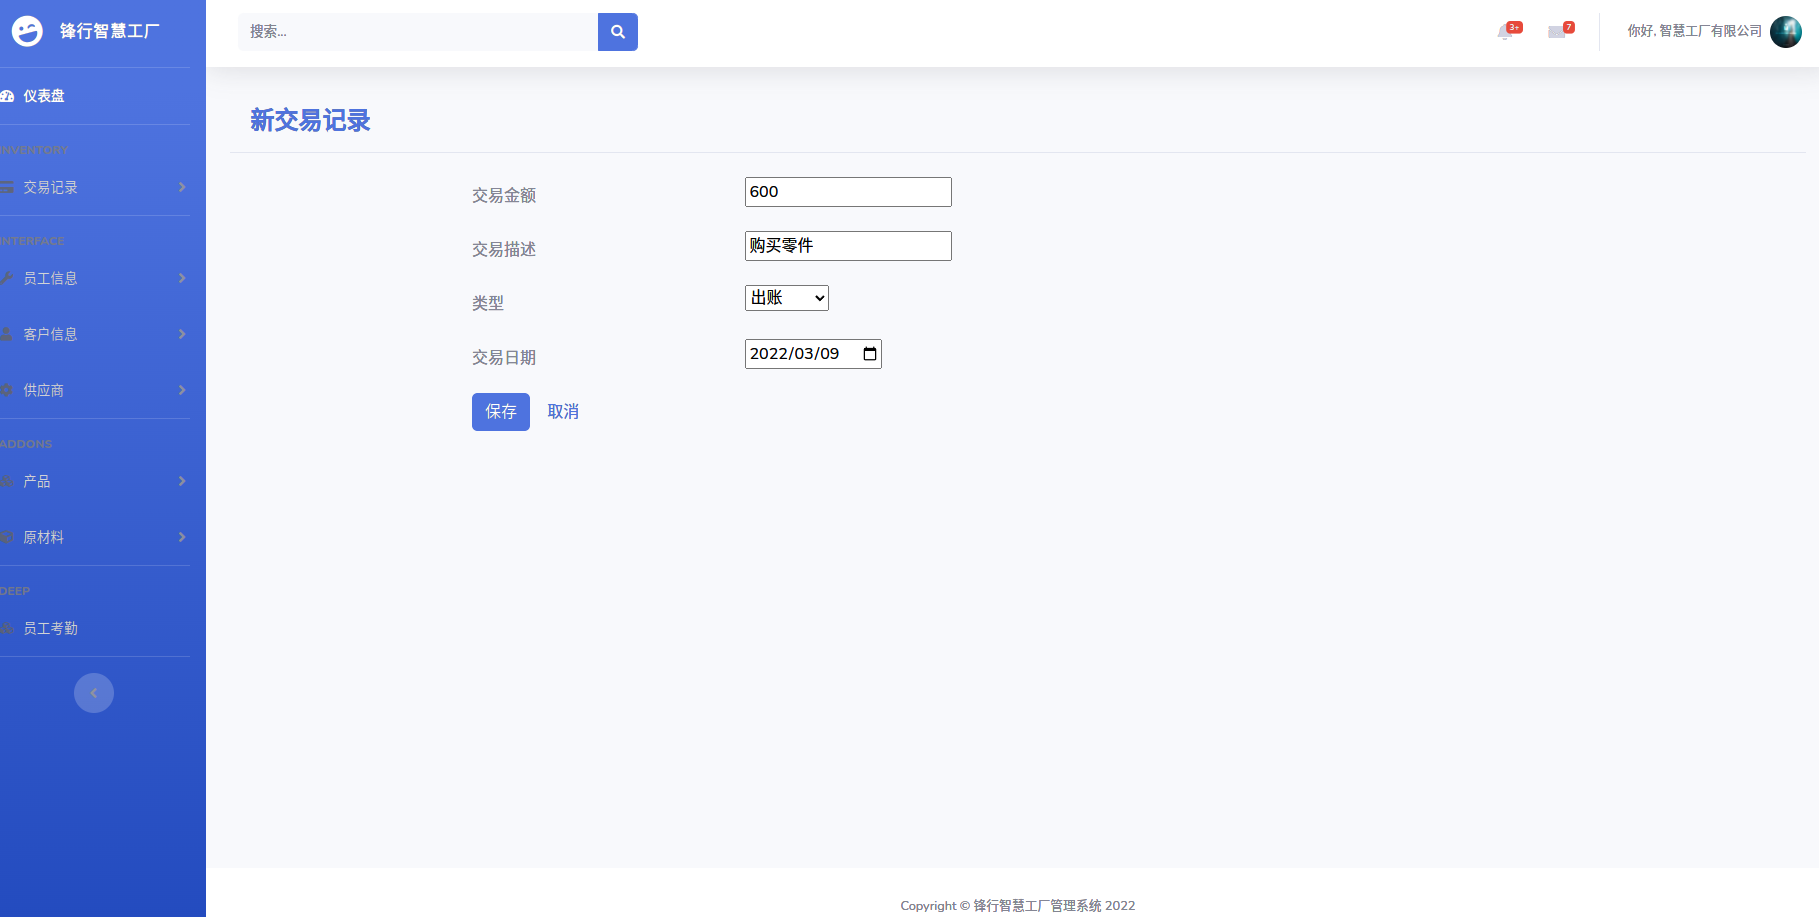 锋行智慧工厂
搜索...
3+
7
你好, 智慧工厂有限公司
仪表盘
INVENTORY
交易记录
INTERFACE
员工信息
客户信息
供应商
ADDONS
产品
原材料
DEEP
员工考勤
新交易记录
交易金额 600
交易描述 购买零件
类型 出账
交易日期 2022/03/09
保存 取消
Copyright © 锋行智慧工厂管理系统 2022